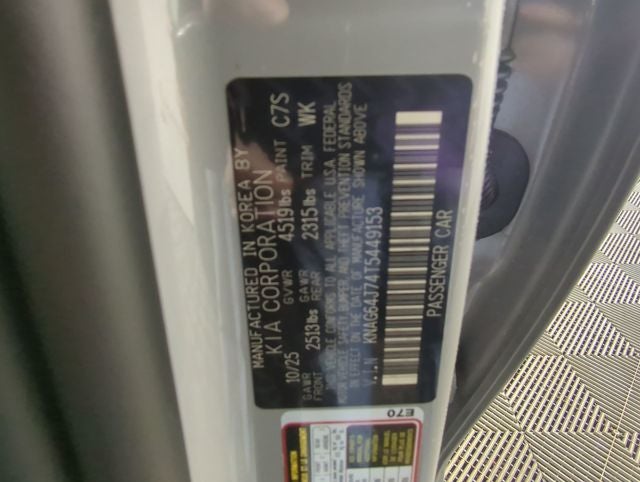 MANUFACTURED IN KOREA BY
KIA CORPORATION
10/25 GVWR 4519lbs PAINT C7S
GAWR FRONT 2513lbs GAWR REAR 2315lbs TRIM WK
VEHICLE CONFORMS TO ALL APPLICABLE U.S.A. FEDERAL
MOTOR VEHICLE SAFETY, BUMPER, AND THEFT PREVENTION STANDARDS
IN EFFECT ON THE DATE OF MANUFACTURE SHOWN ABOVE
KNAG64J74T5449153
PASSENGER CAR
E70